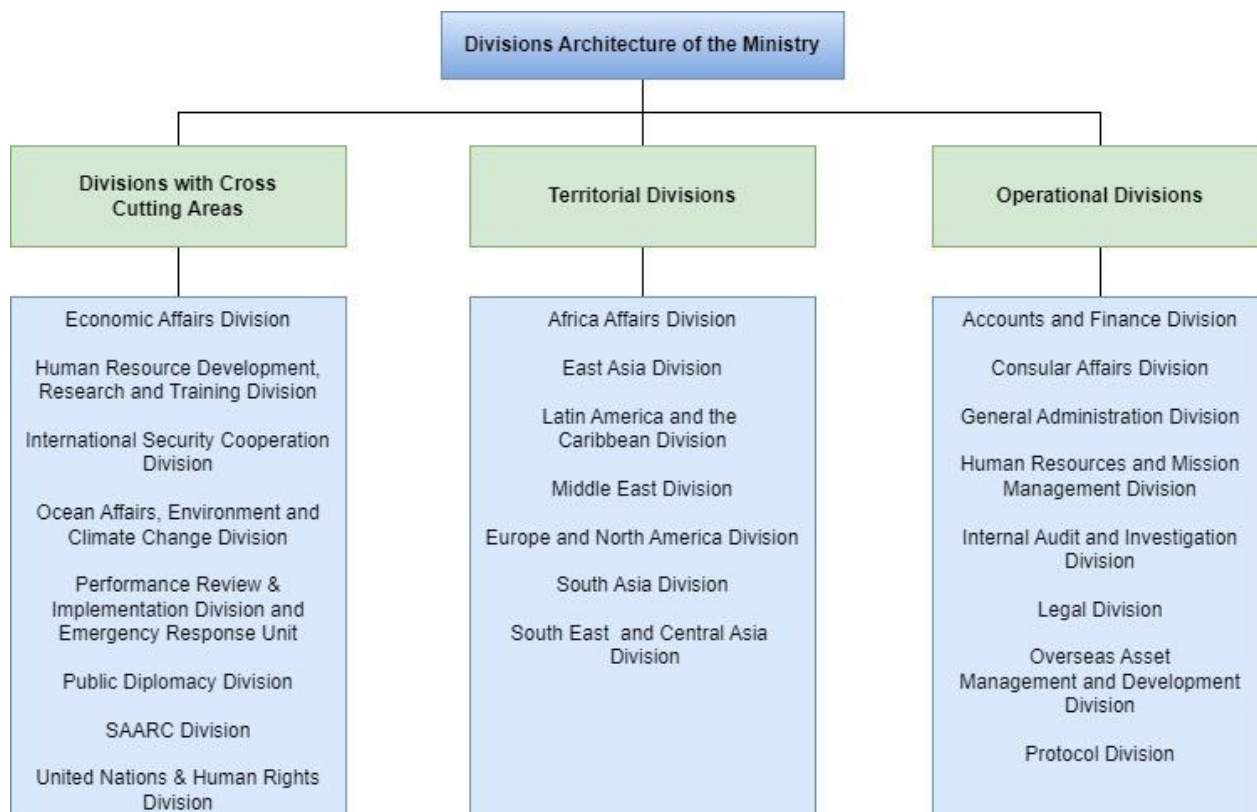 Divisions Architecture of the Ministry
Divisions with Cross
Cutting Areas
Economic Affairs Division
Human Resource Development,
Research and Training Division
International Security Cooperation
Division
Ocean Affairs, Environment and
Climate Change Division
Performance Review &
Implementation Division and
Emergency Response Unit
Public Diplomacy Division
SAARC Division
United Nations & Human Rights
Division
Territorial Divisions
Africa Affairs Division
East Asia Division
Latin America and the
Caribbean Division
Middle East Division
Europe and North America Division
South Asia Division
South East  and Central Asia
Division
Operational Divisions
Accounts and Finance Division
Consular Affairs Division
General Administration Division
Human Resources and Mission
Management Division
Internal Audit and Investigation
Division
Legal Division
Overseas Asset
Management and Development
Division
Protocol Division